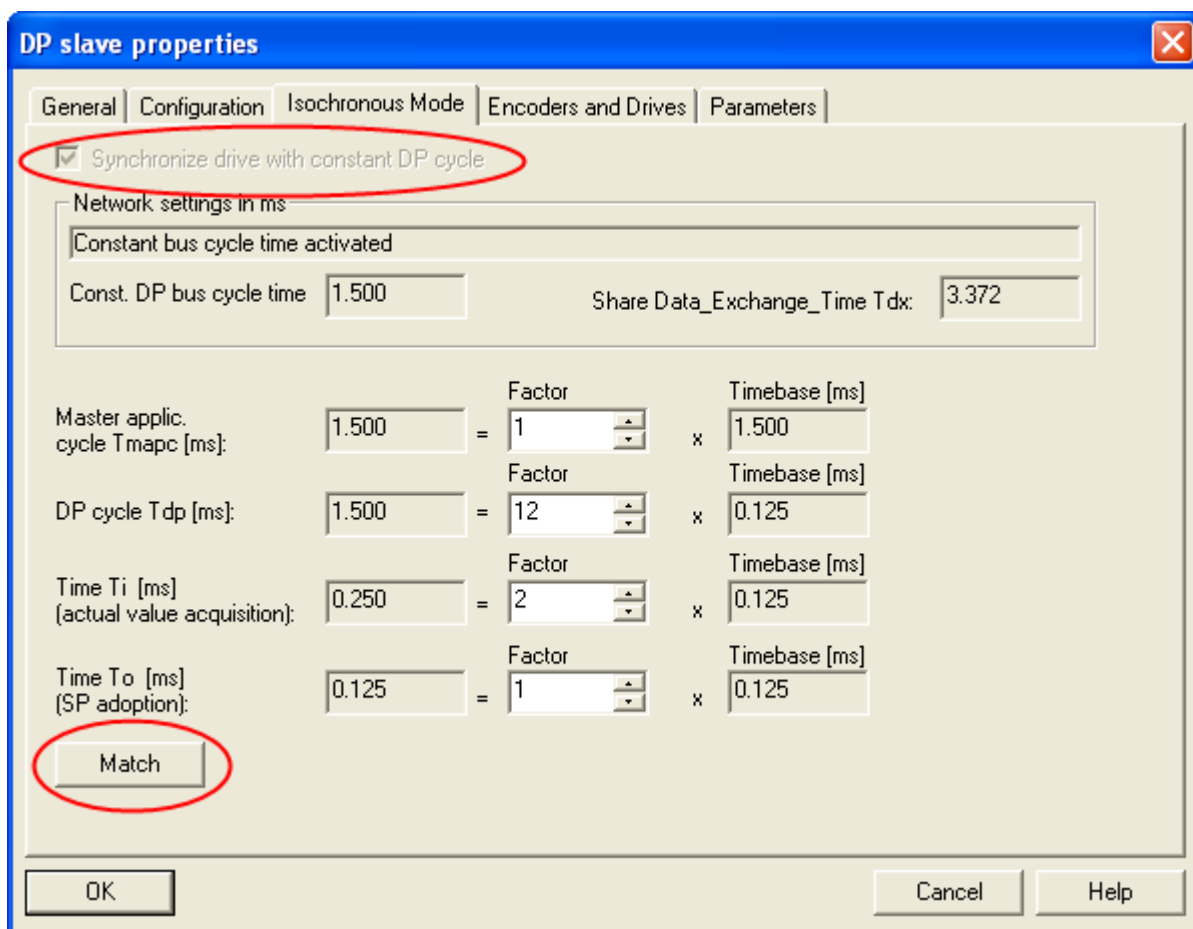 DP slave properties
General Configuration Isochronous Mode Encoders and Drives Parameters
Synchronize drive with constant DP cycle
Network settings in ms
Constant bus cycle time activated
Const. DP bus cycle time 1.500 Share Data_Exchange_Time Tdx: 3.372
Factor Timebase [ms]
Master applic.
cycle Tmapc [ms]: 1.500 = 1 x 1.500
Factor Timebase [ms]
DP cycle Tdp [ms]: 1.500 = 12 x 0.125
Factor Timebase [ms]
Time Ti [ms]
(actual value acquisition): 0.250 = 2 x 0.125
Factor Timebase [ms]
Time To [ms]
(SP adoption): 0.125 = 1 x 0.125
Match
OK Cancel Help